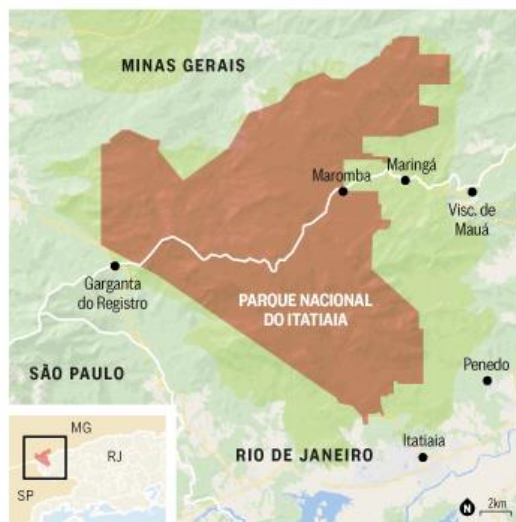 MINAS GERAIS
Maromba
Maringá
Visc. de
Mauá
Garganta
do Registro
PARQUE NACIONAL
DO ITATIAIA
SÃO PAULO
Penedo
RIO DE JANEIRO
Itatiaia
MG
RJ
SP
N
2km